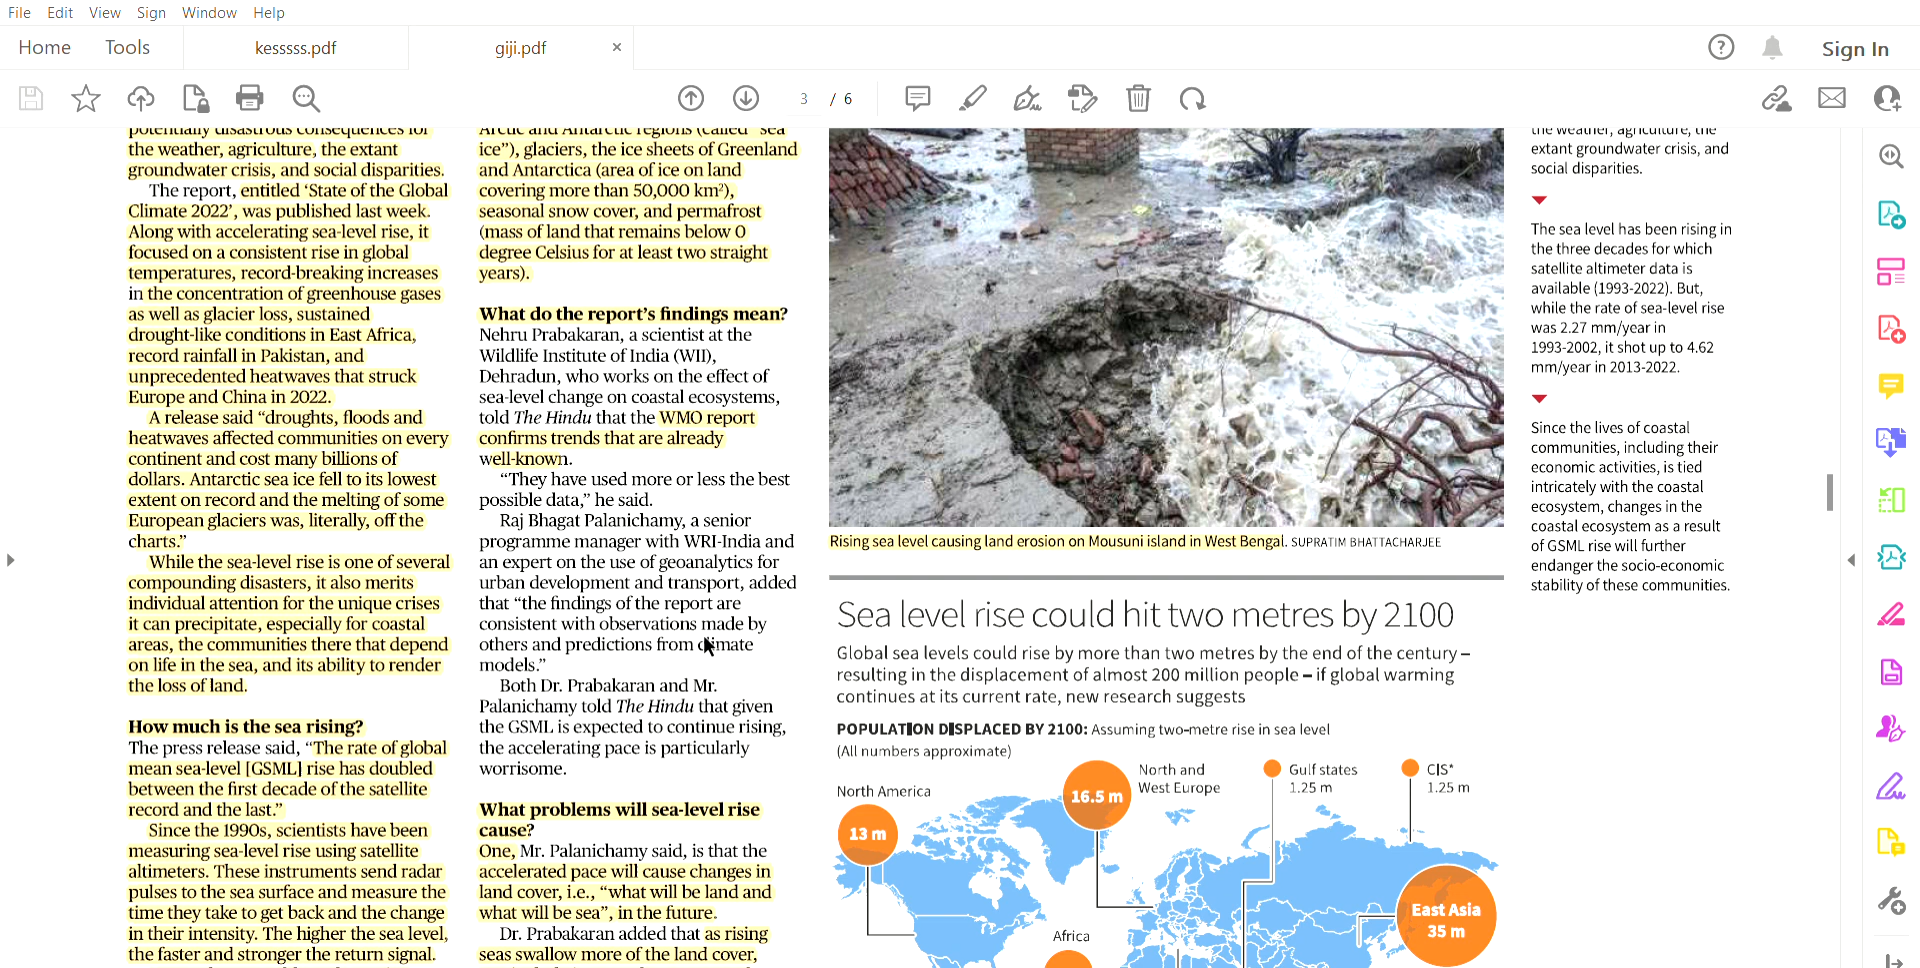 File Edit View Sign Window Help
Home Tools kesssss.pdf giji.pdf × ? Sign In
3 / 6
potentially disastrous consequences for
the weather, agriculture, the extant
groundwater crisis, and social disparities.
The report, entitled ‘State of the Global
Climate 2022’, was published last week.
Along with accelerating sea-level rise, it
focused on a consistent rise in global
temperatures, record-breaking increases
in the concentration of greenhouse gases
as well as glacier loss, sustained
drought-like conditions in East Africa,
record rainfall in Pakistan, and
unprecedented heatwaves that struck
Europe and China in 2022.
A release said “droughts, floods and
heatwaves affected communities on every
continent and cost many billions of
dollars. Antarctic sea ice fell to its lowest
extent on record and the melting of some
European glaciers was, literally, off the
charts.”
While the sea-level rise is one of several
compounding disasters, it also merits
individual attention for the unique crises
it can precipitate, especially for coastal
areas, the communities there that depend
on life in the sea, and its ability to render
the loss of land.
How much is the sea rising?
The press release said, “The rate of global
mean sea-level [GSML] rise has doubled
between the first decade of the satellite
record and the last.”
Since the 1990s, scientists have been
measuring sea-level rise using satellite
altimeters. These instruments send radar
pulses to the sea surface and measure the
time they take to get back and the change
in their intensity. The higher the sea level,
the faster and stronger the return signal.
Arctic and Antarctic regions (called “sea
ice”), glaciers, the ice sheets of Greenland
and Antarctica (area of ice on land
covering more than 50,000 km²),
seasonal snow cover, and permafrost
(mass of land that remains below 0
degree Celsius for at least two straight
years).
What do the report’s findings mean?
Nehru Prabakaran, a scientist at the
Wildlife Institute of India (WII),
Dehradun, who works on the effect of
sea-level change on coastal ecosystems,
told The Hindu that the WMO report
confirms trends that are already
well-known.
“They have used more or less the best
possible data,” he said.
Raj Bhagat Palanichamy, a senior
programme manager with WRI-India and
an expert on the use of geoanalytics for
urban development and transport, added
that “the findings of the report are
consistent with observations made by
others and predictions from climate
models.”
Both Dr. Prabakaran and Mr.
Palanichamy told The Hindu that given
the GSML is expected to continue rising,
the accelerating pace is particularly
worrisome.
What problems will sea-level rise
cause?
One, Mr. Palanichamy said, is that the
accelerated pace will cause changes in
land cover, i.e., “what will be land and
what will be sea”, in the future.
Dr. Prabakaran added that as rising
seas swallow more of the land cover,
Rising sea level causing land erosion on Mousuni island in West Bengal. SUPRATIM BHATTACHARJEE
Sea level rise could hit two metres by 2100
Global sea levels could rise by more than two metres by the end of the century –
resulting in the displacement of almost 200 million people – if global warming
continues at its current rate, new research suggests
POPULATION DISPLACED BY 2100: Assuming two-metre rise in sea level
(All numbers approximate)
North America
13 m
16.5 m
North and
West Europe
Gulf states
1.25 m
CIS*
1.25 m
East Asia
35 m
Africa
the weather, agriculture, the
extant groundwater crisis, and
social disparities.
The sea level has been rising in
the three decades for which
satellite altimeter data is
available (1993-2022). But,
while the rate of sea-level rise
was 2.27 mm/year in
1993-2002, it shot up to 4.62
mm/year in 2013-2022.
Since the lives of coastal
communities, including their
economic activities, is tied
intricately with the coastal
ecosystem, changes in the
coastal ecosystem as a result
of GSML rise will further
endanger the socio-economic
stability of these communities.